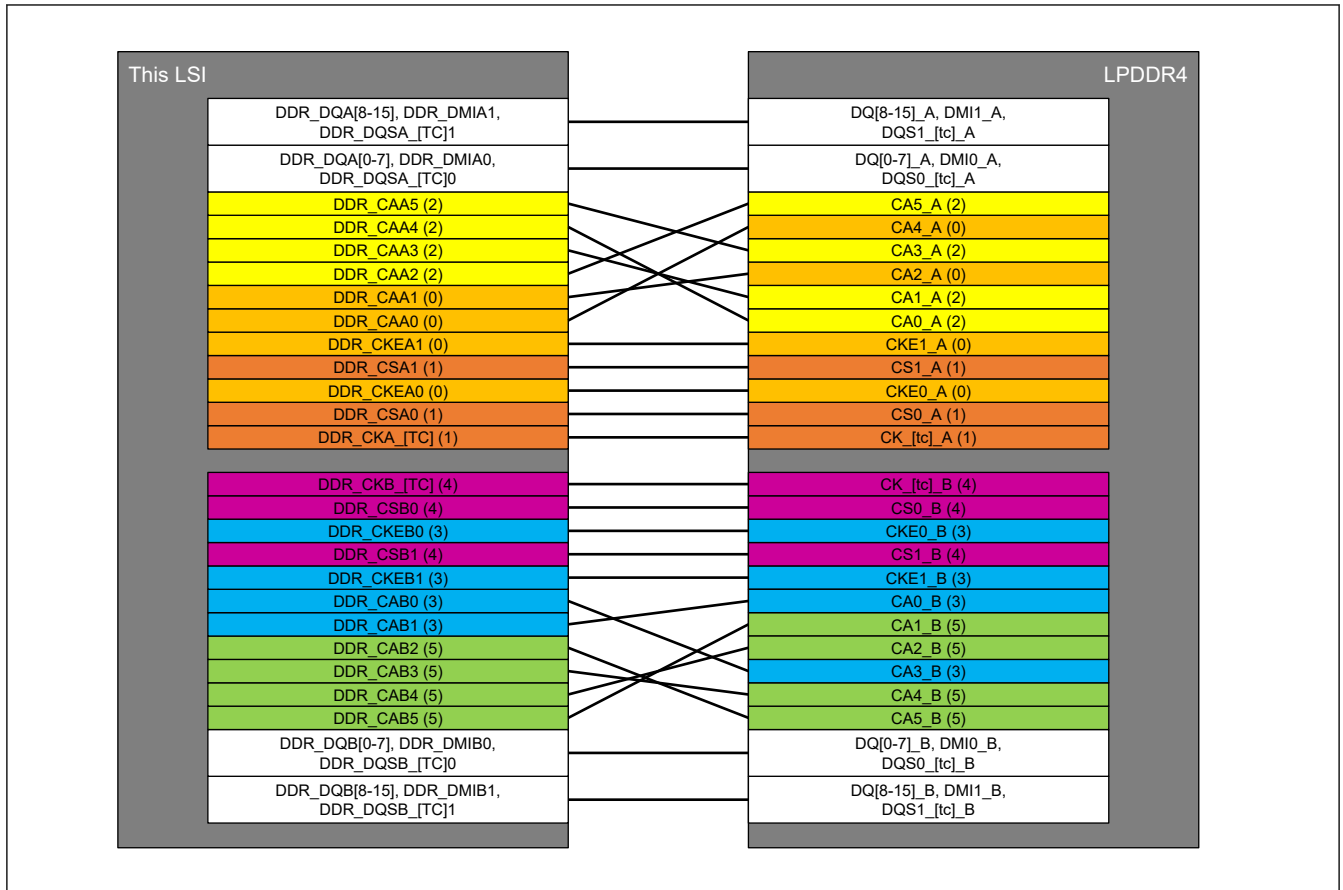 This LSI
DDR_DQA[8-15], DDR_DMIA1,
DDR_DQSA_[TC]1
DDR_DQA[0-7], DDR_DMIA0,
DDR_DQSA_[TC]0
DDR_CAA5 (2)
DDR_CAA4 (2)
DDR_CAA3 (2)
DDR_CAA2 (2)
DDR_CAA1 (0)
DDR_CAA0 (0)
DDR_CKEA1 (0)
DDR_CSA1 (1)
DDR_CKEA0 (0)
DDR_CSA0 (1)
DDR_CKA_[TC] (1)
DDR_CKB_[TC] (4)
DDR_CSB0 (4)
DDR_CKEB0 (3)
DDR_CSB1 (4)
DDR_CKEB1 (3)
DDR_CAB0 (3)
DDR_CAB1 (3)
DDR_CAB2 (5)
DDR_CAB3 (5)
DDR_CAB4 (5)
DDR_CAB5 (5)
DDR_DQB[0-7], DDR_DMIB0,
DDR_DQSB_[TC]0
DDR_DQB[8-15], DDR_DMIB1,
DDR_DQSB_[TC]1
LPDDR4
DQ[8-15]_A, DMI1_A,
DQS1_[tc]_A
DQ[0-7]_A, DMI0_A,
DQS0_[tc]_A
CA5_A (2)
CA4_A (0)
CA3_A (2)
CA2_A (0)
CA1_A (2)
CA0_A (2)
CKE1_A (0)
CS1_A (1)
CKE0_A (0)
CS0_A (1)
CK_[tc]_A (1)
CK_[tc]_B (4)
CS0_B (4)
CKE0_B (3)
CS1_B (4)
CKE1_B (3)
CA0_B (3)
CA1_B (5)
CA2_B (5)
CA3_B (3)
CA4_B (5)
CA5_B (5)
DQ[0-7]_B, DMI0_B,
DQS0_[tc]_B
DQ[8-15]_B, DMI1_B,
DQS1_[tc]_B